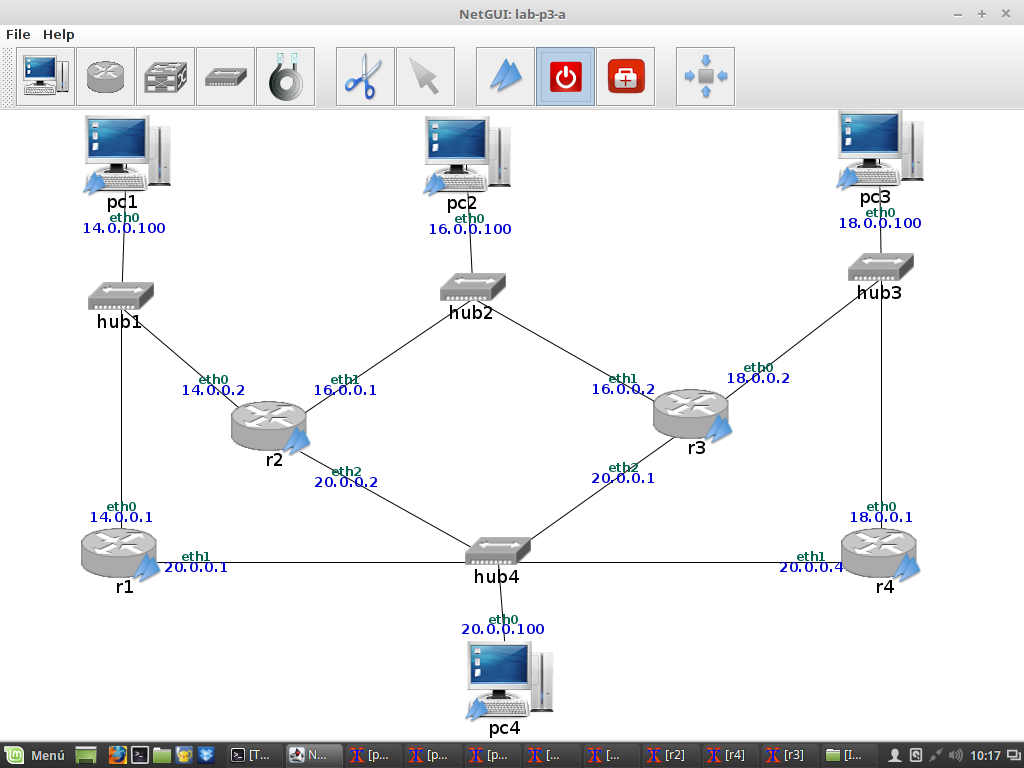 NetGUI: lab-p3-a
File Help
pc1
eth0
14.0.0.100
pc2
eth0
16.0.0.100
pc3
eth0
18.0.0.100
hub1
hub2
hub3
eth0
14.0.0.2
eth1
16.0.0.1
eth1
16.0.0.2
eth0
18.0.0.2
r2
r3
eth2
20.0.0.2
eth2
20.0.0.1
eth0
14.0.0.1
eth0
18.0.0.1
r1
eth1
20.0.0.1
hub4
eth1
20.0.0.4
r4
eth0
20.0.0.100
pc4
Menú [T... N... [p... [p... [p... [... [... [r2] [r4] [r3] [I... 10:17